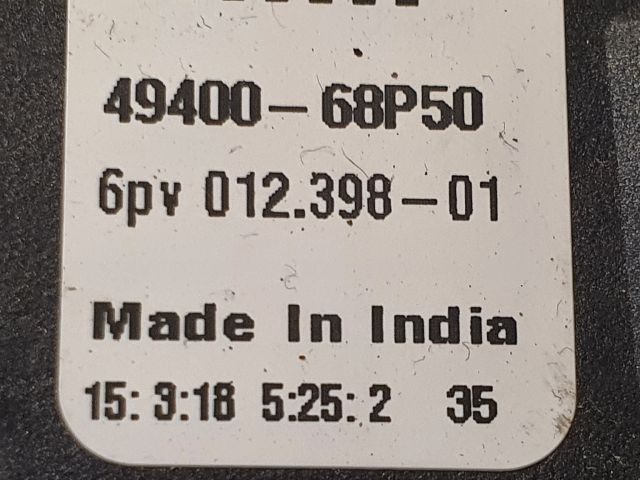 49400-68P50
6pv 012.398-01
Made In India
15: 3:18 5:25: 2 35